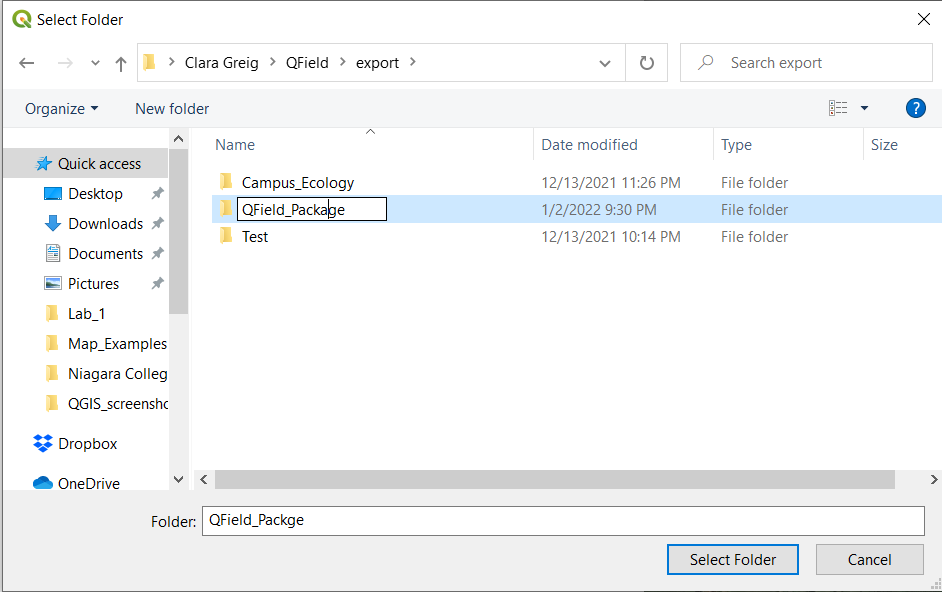 Select Folder
Clara Greig QField export
Search export
Organize New folder ?
Name Date modified Type Size
Quick access
Desktop
Downloads
Documents
Pictures
Lab_1
Map_Examples
Niagara Colleg
QGIS_screensho
Dropbox
OneDrive
Campus_Ecology 12/13/2021 11:26 PM File folder
QField_Package 1/2/2022 9:30 PM File folder
Test 12/13/2021 10:14 PM File folder
Folder: QField_Packge
Select Folder Cancel